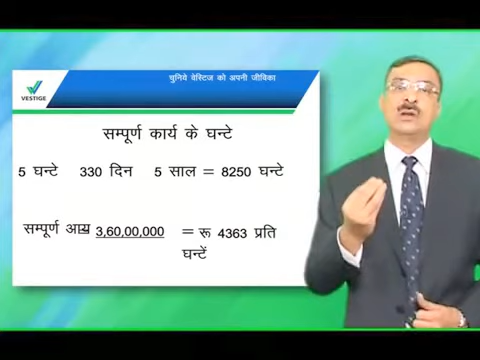 VESTIGE
चुनिये वेस्टिज को अपनी जीविका
सम्पूर्ण कार्य के घन्टे
5 घन्टे 330 दिन 5 साल = 8250 घन्टे
सम्पूर्ण आय 3,60,00,000 = रू 4363 प्रति
घन्टें